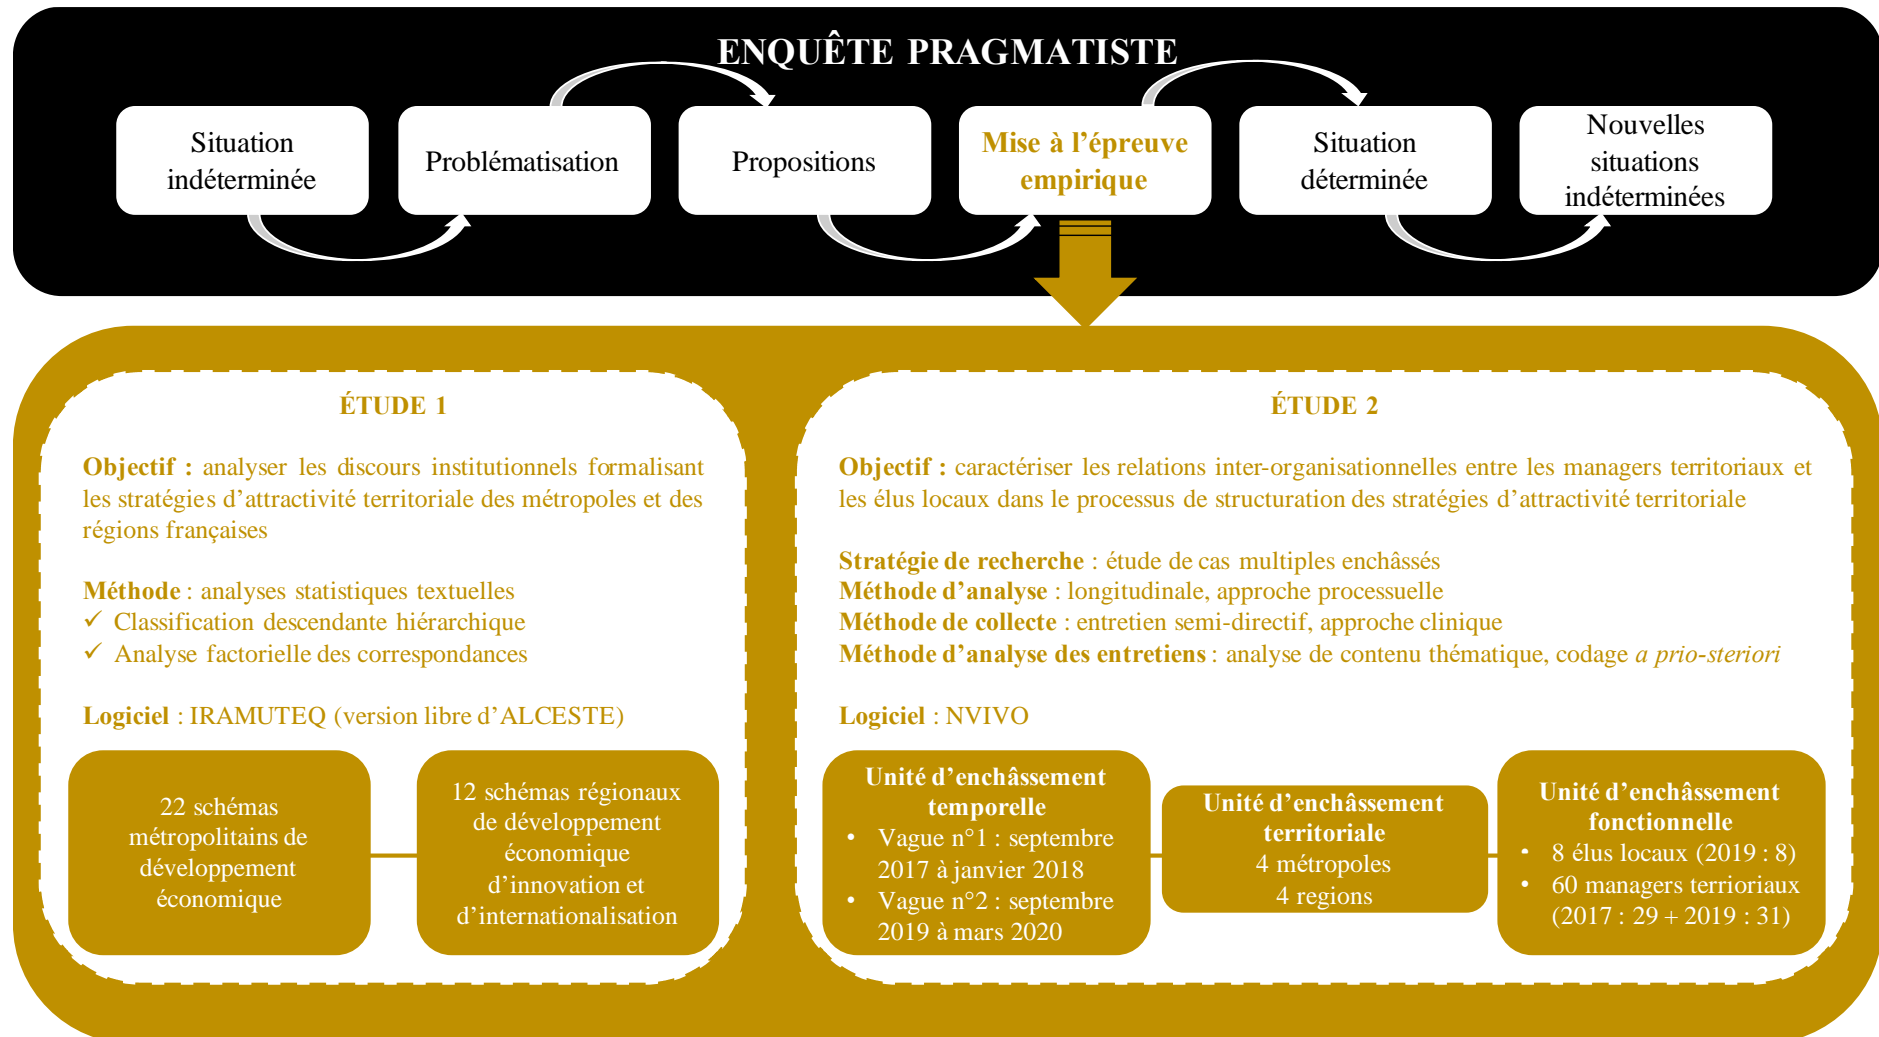 ENQUÊTE PRAGMATISTE
Situation
indéterminée
Problématisation
Propositions
Mise à l’épreuve
empirique
Situation
déterminée
Nouvelles
situations
indéterminées
ÉTUDE 1
Objectif : analyser les discours institutionnels formalisant
les stratégies d’attractivité territoriale des métropoles et des
régions françaises
Méthode : analyses statistiques textuelles
✓ Classification descendante hiérarchique
✓ Analyse factorielle des correspondances
Logiciel : IRAMUTEQ (version libre d’ALCESTE)
22 schémas
métropolitains de
développement
économique
12 schémas régionaux
de développement
économique
d’innovation et
d’internationalisation
ÉTUDE 2
Objectif : caractériser les relations inter-organisationnelles entre les managers territoriaux et
les élus locaux dans le processus de structuration des stratégies d’attractivité territoriale
Stratégie de recherche : étude de cas multiples enchâssés
Méthode d’analyse : longitudinale, approche processuelle
Méthode de collecte : entretien semi-directif, approche clinique
Méthode d’analyse des entretiens : analyse de contenu thématique, codage a prio-steriori
Logiciel : NVIVO
Unité d’enchâssement
temporelle
• Vague n°1 : septembre
2017 à janvier 2018
• Vague n°2 : septembre
2019 à mars 2020
Unité d’enchâssement
territoriale
4 métropoles
4 regions
Unité d’enchâssement
fonctionnelle
• 8 élus locaux (2019 : 8)
• 60 managers terrioriaux
(2017 : 29 + 2019 : 31)